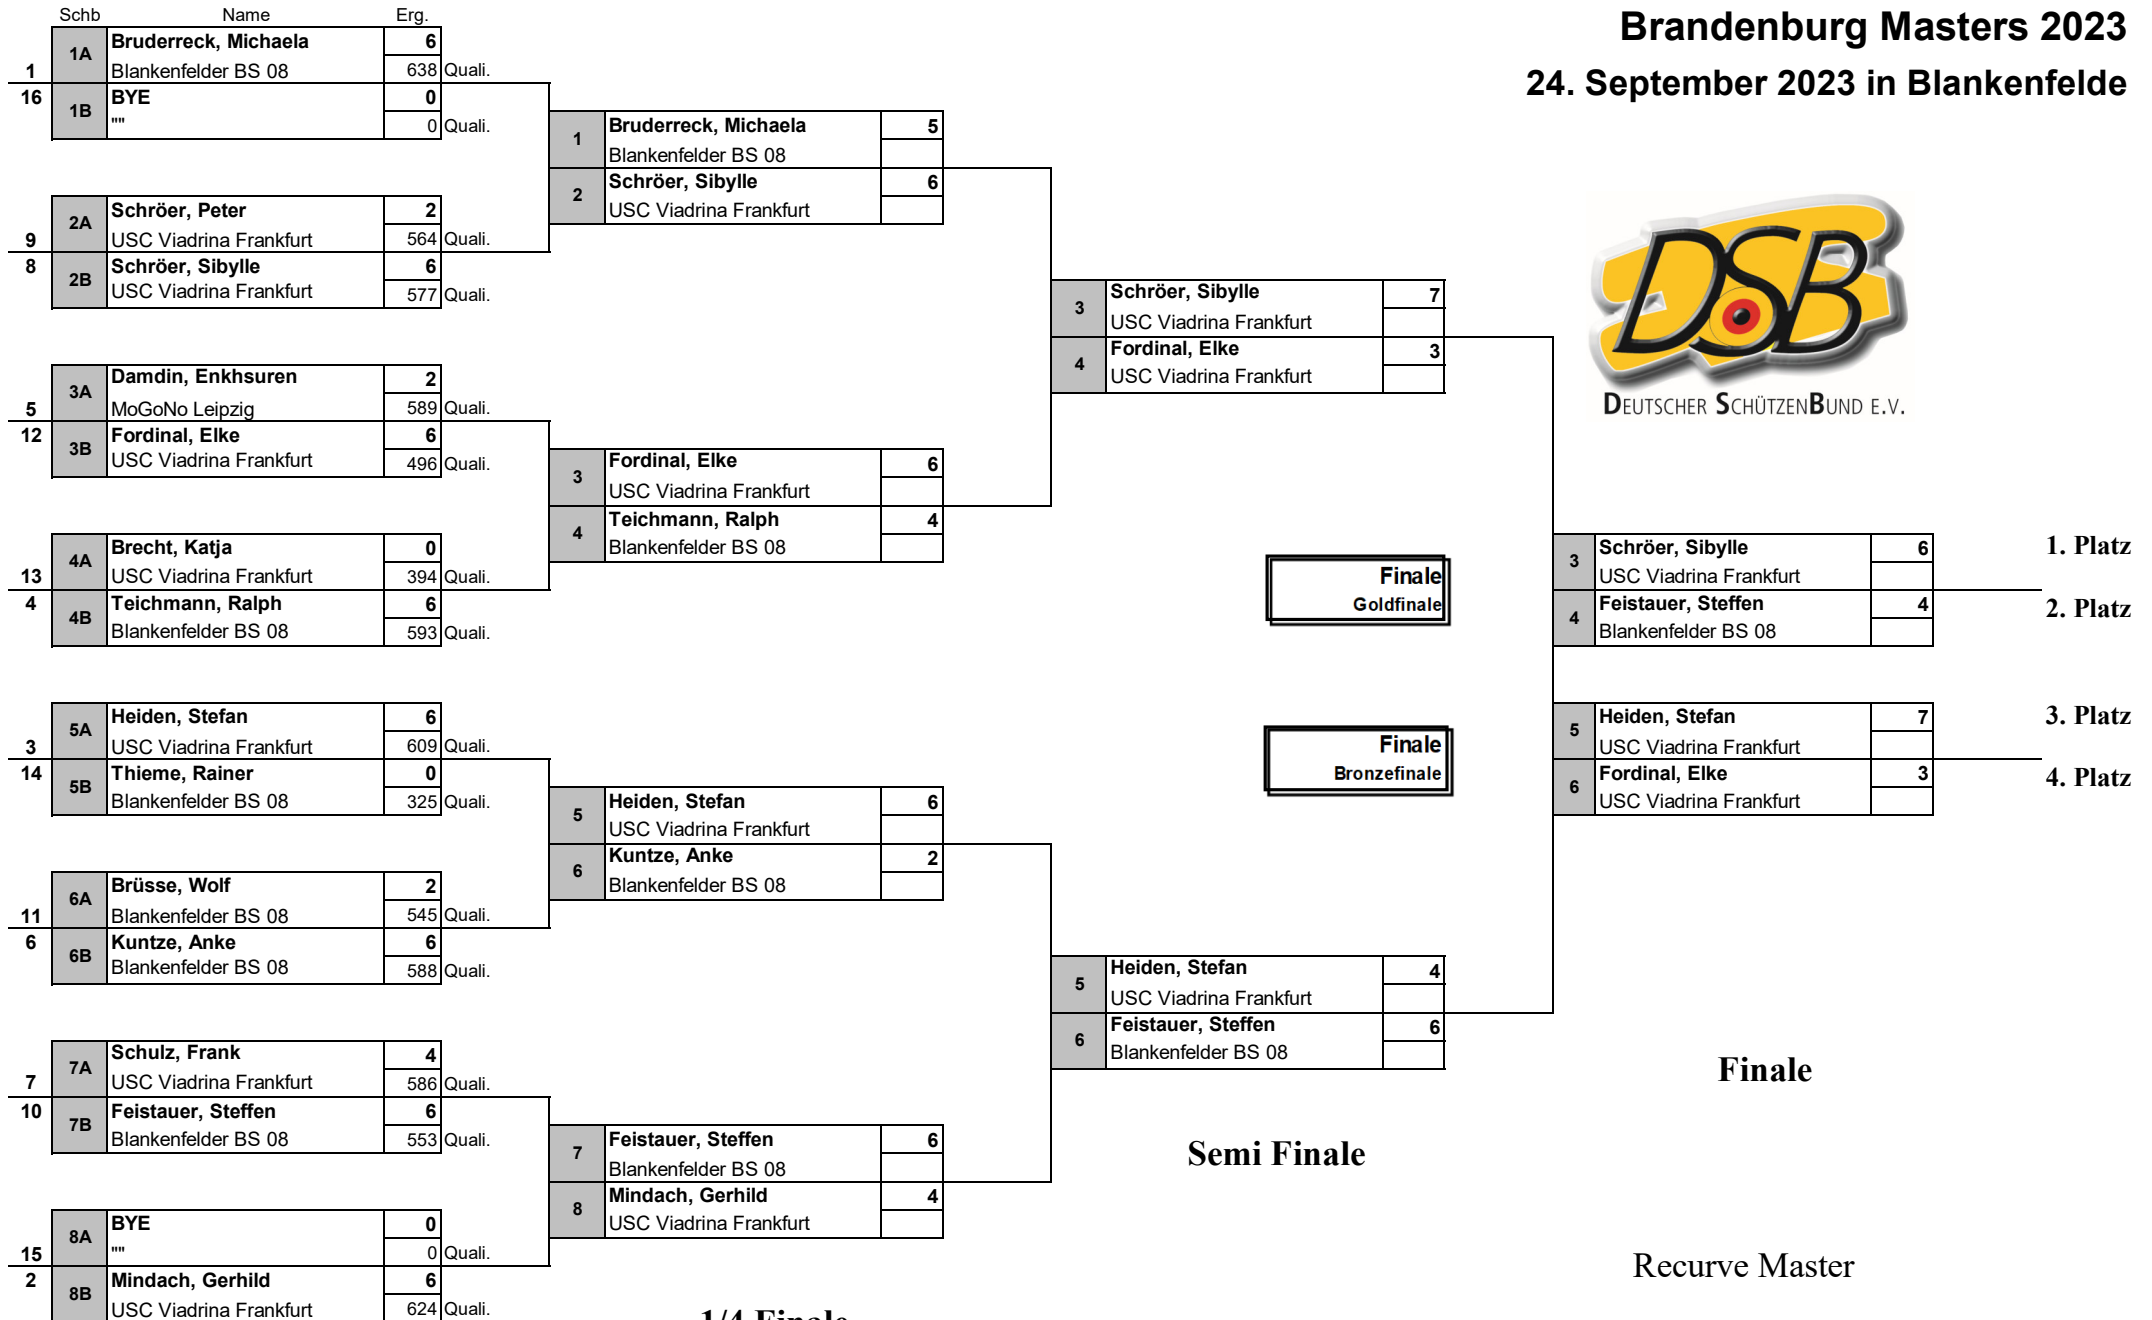 Schb Name Erg.
Brandenburg Masters 2023
24. September 2023 in Blankenfelde
1 1A Bruderreck, Michaela 6
Blankenfelder BS 08 638 Quali.
16 1B BYE 0
"" 0 Quali.
9 2A Schröer, Peter 2
USC Viadrina Frankfurt 564 Quali.
8 2B Schröer, Sibylle 6
USC Viadrina Frankfurt 577 Quali.
5 3A Damdin, Enkhsuren 2
MoGoNo Leipzig 589 Quali.
12 3B Fordinal, Elke 6
USC Viadrina Frankfurt 496 Quali.
13 4A Brecht, Katja 0
USC Viadrina Frankfurt 394 Quali.
4 4B Teichmann, Ralph 6
Blankenfelder BS 08 593 Quali.
3 5A Heiden, Stefan 6
USC Viadrina Frankfurt 609 Quali.
14 5B Thieme, Rainer 0
Blankenfelder BS 08 325 Quali.
11 6A Brüsse, Wolf 2
Blankenfelder BS 08 545 Quali.
6 6B Kuntze, Anke 6
Blankenfelder BS 08 588 Quali.
7 7A Schulz, Frank 4
USC Viadrina Frankfurt 586 Quali.
10 7B Feistauer, Steffen 6
Blankenfelder BS 08 553 Quali.
15 8A BYE 0
"" 0 Quali.
2 8B Mindach, Gerhild 6
USC Viadrina Frankfurt 624 Quali.
1 Bruderreck, Michaela 5
Blankenfelder BS 08
2 Schröer, Sibylle 6
USC Viadrina Frankfurt
3 Fordinal, Elke 6
USC Viadrina Frankfurt
4 Teichmann, Ralph 4
Blankenfelder BS 08
5 Heiden, Stefan 6
USC Viadrina Frankfurt
6 Kuntze, Anke 2
Blankenfelder BS 08
7 Feistauer, Steffen 6
Blankenfelder BS 08
8 Mindach, Gerhild 4
USC Viadrina Frankfurt
1/4 Finale
3 Schröer, Sibylle 7
USC Viadrina Frankfurt
4 Fordinal, Elke 3
USC Viadrina Frankfurt
5 Heiden, Stefan 4
USC Viadrina Frankfurt
6 Feistauer, Steffen 6
Blankenfelder BS 08
Semi Finale
DSB
DEUTSCHER SCHÜTZENBUND E.V.
Finale
Goldfinale
3 Schröer, Sibylle 6 1. Platz
USC Viadrina Frankfurt
4 Feistauer, Steffen 4 2. Platz
Blankenfelder BS 08
Finale
Bronzefinale
5 Heiden, Stefan 7 3. Platz
USC Viadrina Frankfurt
6 Fordinal, Elke 3 4. Platz
USC Viadrina Frankfurt
Finale
Recurve Master